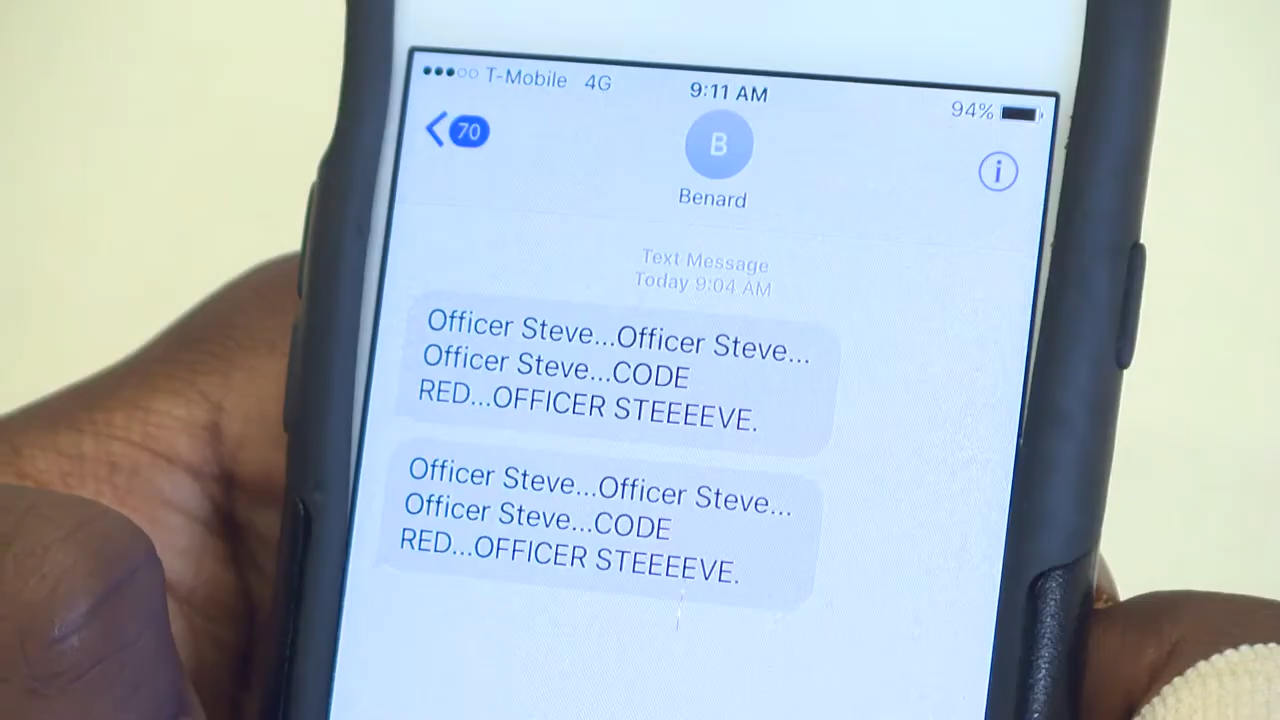 T-Mobile 4G 9:11 AM 94%
70
B
i
Benard
Text Message
Today 9:04 AM
Officer Steve...Officer Steve...
Officer Steve...CODE
RED...OFFICER STEEEEVE.
Officer Steve...Officer Steve...
Officer Steve...CODE
RED...OFFICER STEEEEVE.